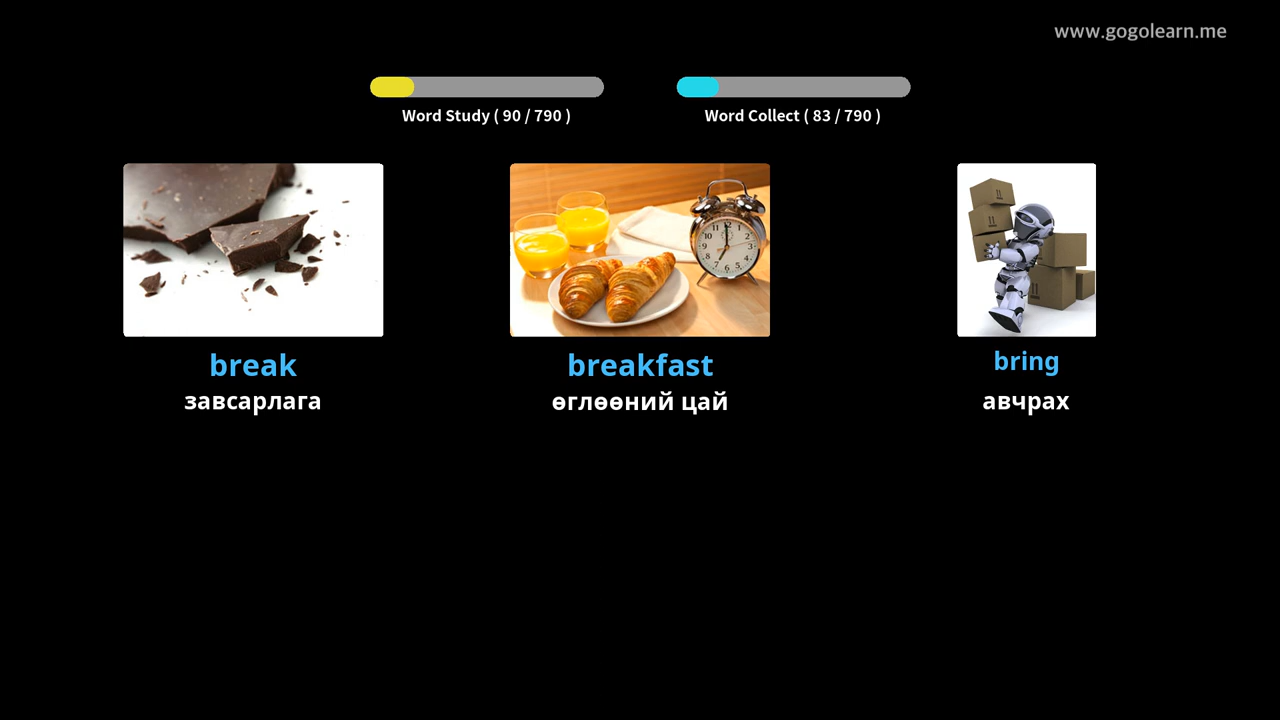 www.gogolearn.me
Word Study ( 90 / 790 )
Word Collect ( 83 / 790 )
break
завсарлага
breakfast
өглөөний цай
bring
авчрах